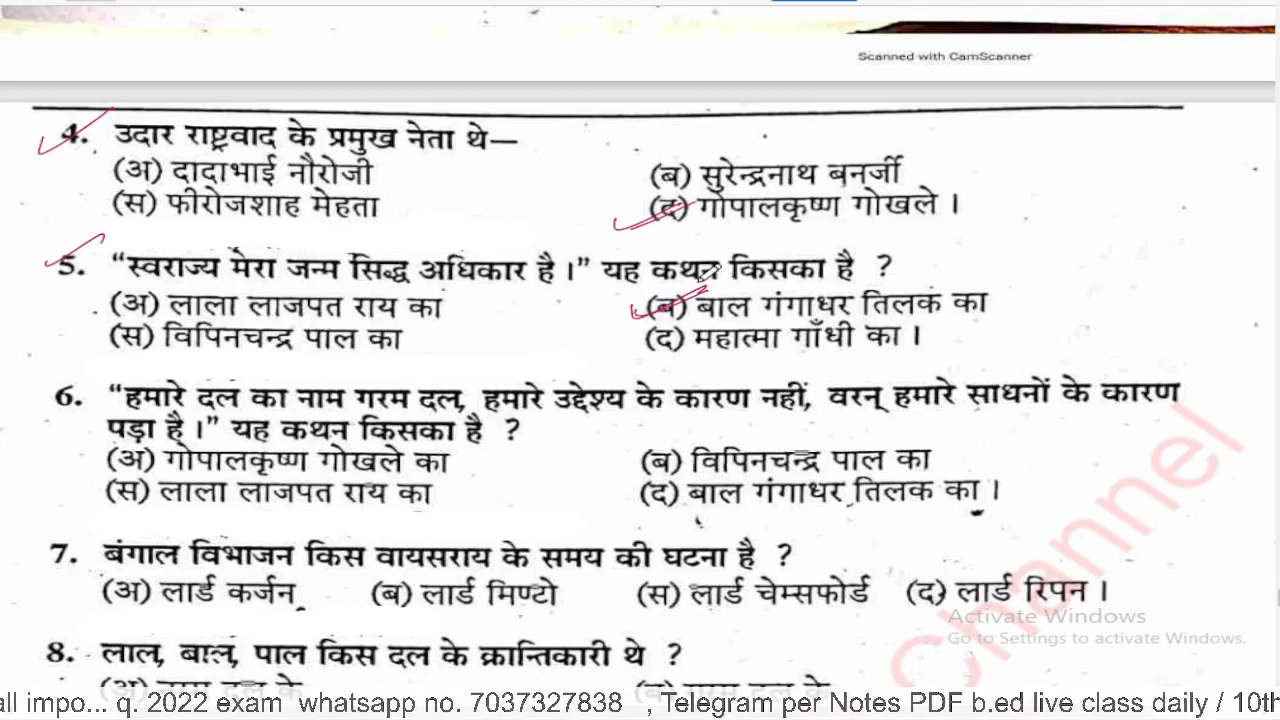 Scanned with CamScanner
4. उदार राष्ट्रवाद के प्रमुख नेता थे—
(अ) दादाभाई नौरोजी (ब) सुरेन्द्रनाथ बनर्जी
(स) फीरोजशाह मेहता (द) गोपालकृष्ण गोखले ।
5. “स्वराज्य मेरा जन्म सिद्ध अधिकार है ।” यह कथन किसका है ?
(अ) लाला लाजपत राय का (ब) बाल गंगाधर तिलक का
(स) विपिनचन्द्र पाल का (द) महात्मा गाँधी का ।
6. “हमारे दल का नाम गरम दल, हमारे उद्देश्य के कारण नहीं, वरन् हमारे साधनों के कारण
पड़ा है ।” यह कथन किसका है ?
(अ) गोपालकृष्ण गोखले का (ब) विपिनचन्द्र पाल का
(स) लाला लाजपत राय का (द) बाल गंगाधर तिलक का ।
7. बंगाल विभाजन किस वायसराय के समय की घटना है ?
(अ) लार्ड कर्जन (ब) लार्ड मिण्टो (स) लार्ड चेम्सफोर्ड (द) लार्ड रिपन ।
Channel
Activate Windows
Go to Settings to activate Windows.
8. लाल, बाल, पाल किस दल के क्रान्तिकारी थे ?
impo... q. 2022 exam whatsapp no. 7037327838 , Telegram per Notes PDF b.ed live class daily / 10th